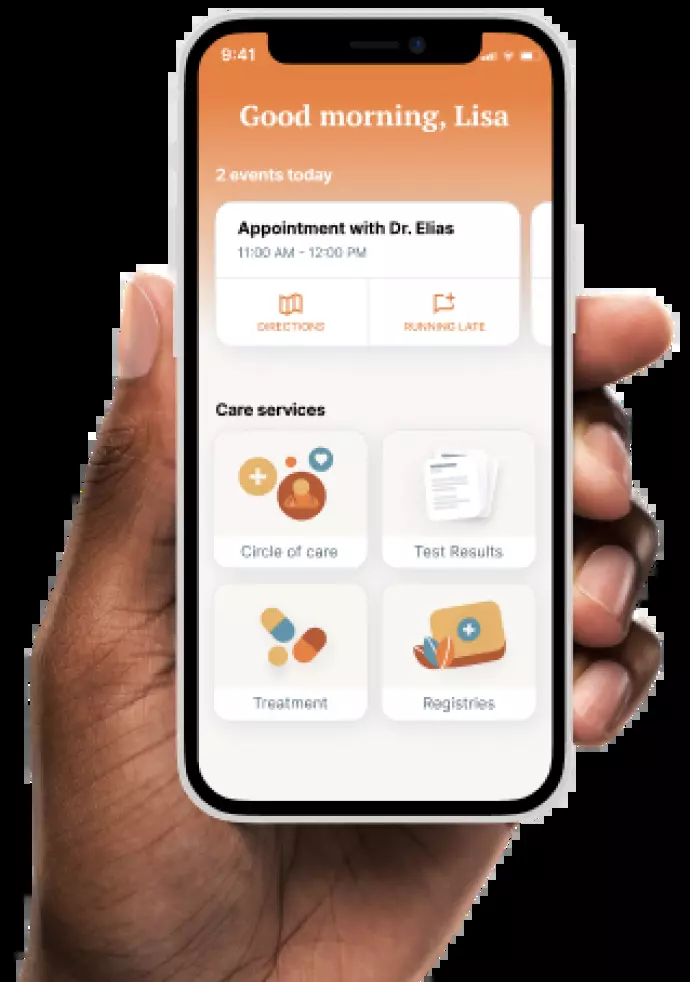 9:41
Good morning, Lisa
2 events today
Appointment with Dr. Elias
11:00 AM - 12:00 PM
DIRECTIONS
RUNNING LATE
Care services
Circle of care
Test Results
Treatment
Registries